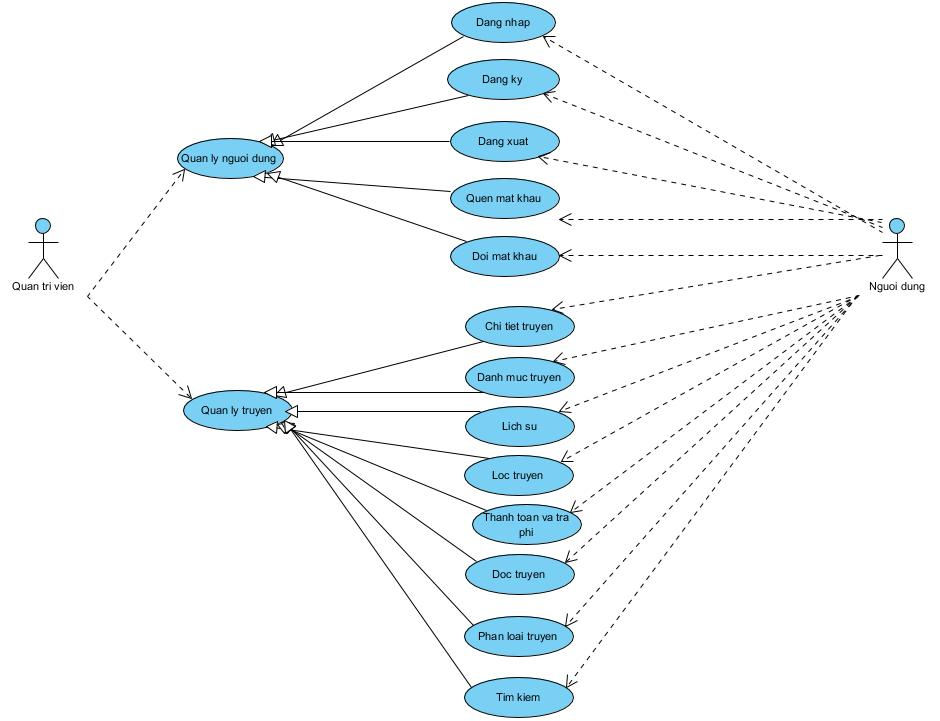 Dang nhap
Dang ky
Dang xuat
Quan ly nguoi dung
Quen mat khau
Doi mat khau
Quan tri vien
Nguoi dung
Chi tiet truyen
Danh muc truyen
Quan ly truyen
Lich su
Loc truyen
Thanh toan va tra
phi
Doc truyen
Phan loai truyen
Tim kiem